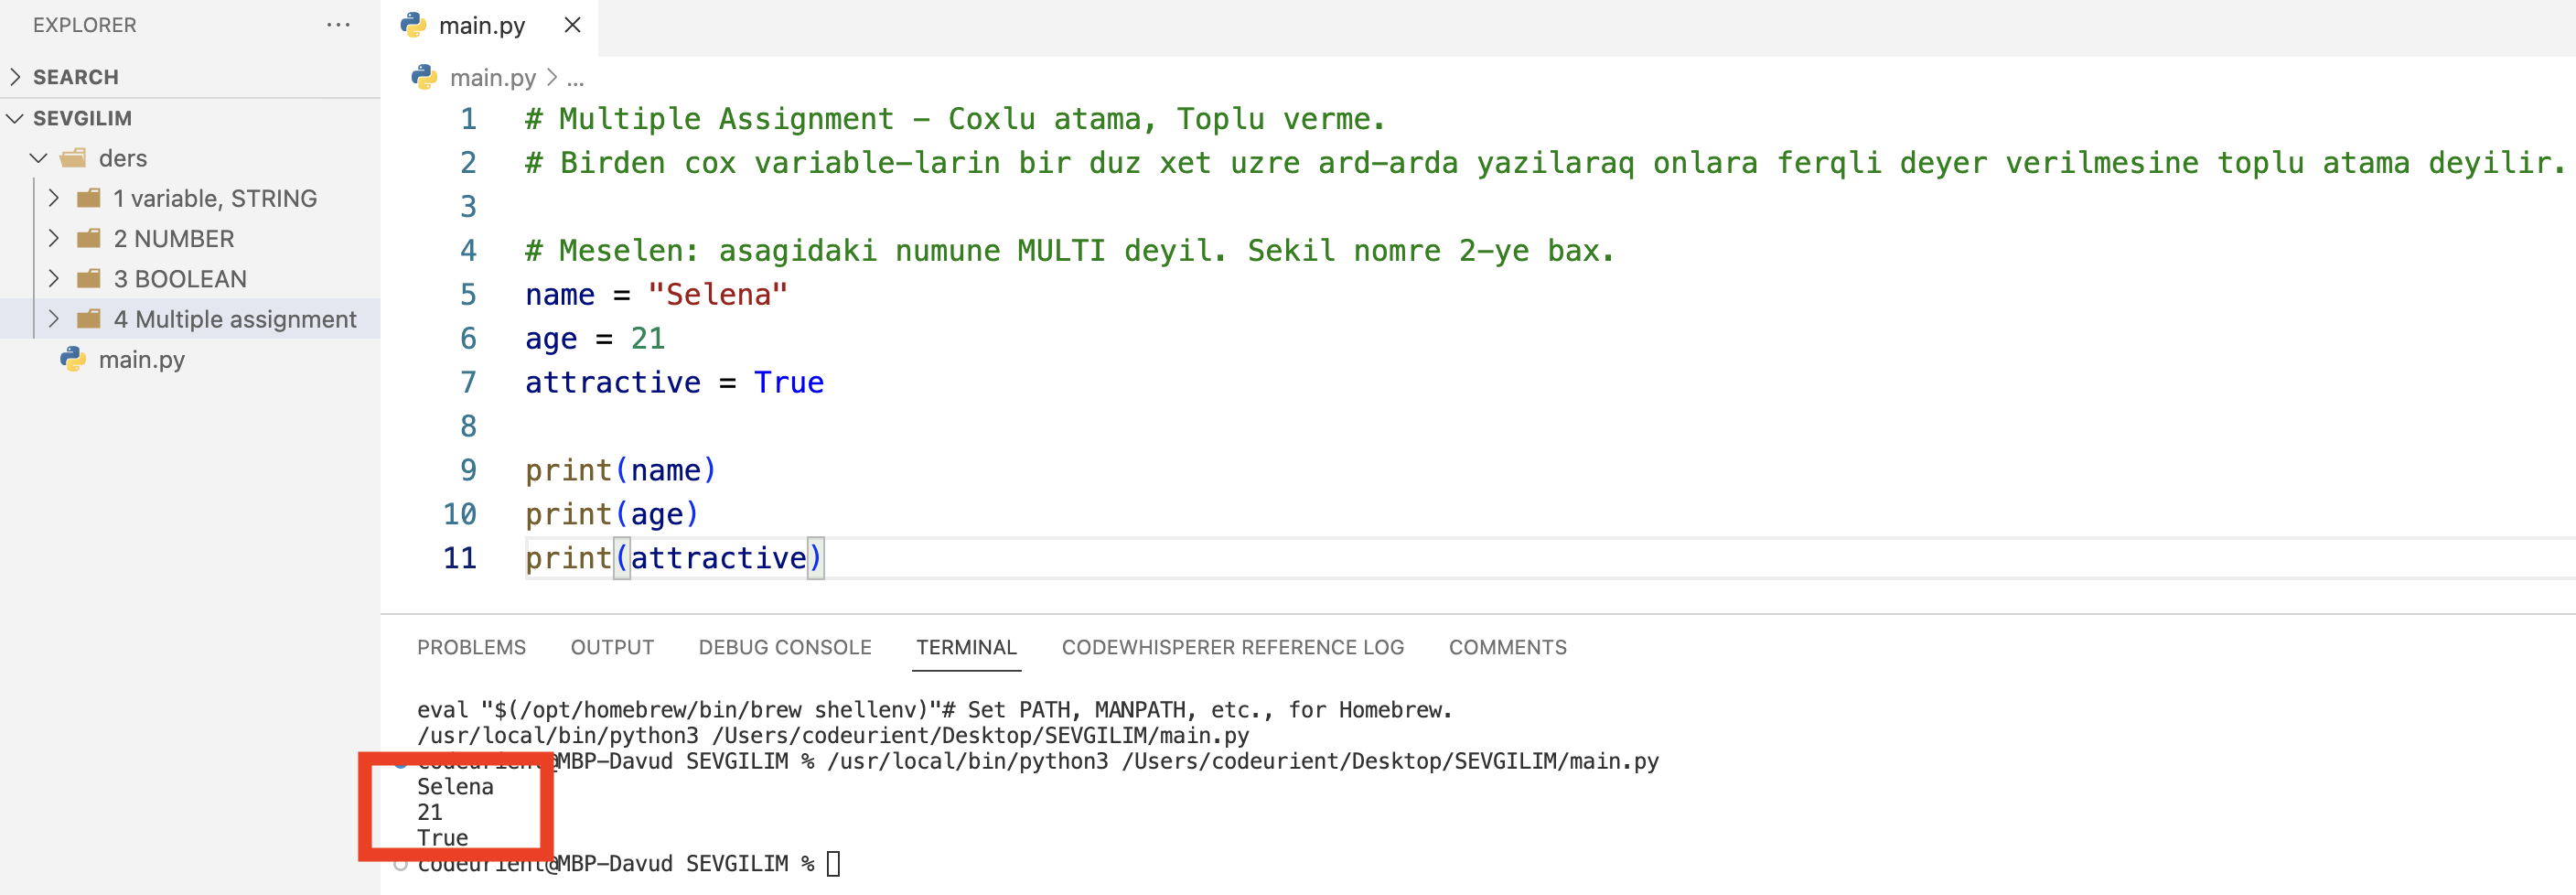 EXPLORER ...
SEARCH
SEVGILIM
ders
1 variable, STRING
2 NUMBER
3 BOOLEAN
4 Multiple assignment
main.py
main.py
main.py > ...
1 # Multiple Assignment - Coxlu atama, Toplu verme.
2 # Birden cox variable-larin bir duz xet uzre ard-arda yazilaraq onlara ferqli deyer verilmesine toplu atama deyilir.
3
4 # Meselen: asagidaki numune MULTI deyil. Sekil nomre 2-ye bax.
5 name = "Selena"
6 age = 21
7 attractive = True
8
9 print(name)
10 print(age)
11 print(attractive)
PROBLEMS OUTPUT DEBUG CONSOLE TERMINAL CODEWHISPERER REFERENCE LOG COMMENTS
eval "$(/opt/homebrew/bin/brew shellenv)"# Set PATH, MANPATH, etc., for Homebrew.
/usr/local/bin/python3 /Users/codeurient/Desktop/SEVGILIM/main.py
codeurient@MBP-Davud SEVGILIM % /usr/local/bin/python3 /Users/codeurient/Desktop/SEVGILIM/main.py
Selena
21
True
codeurient@MBP-Davud SEVGILIM %